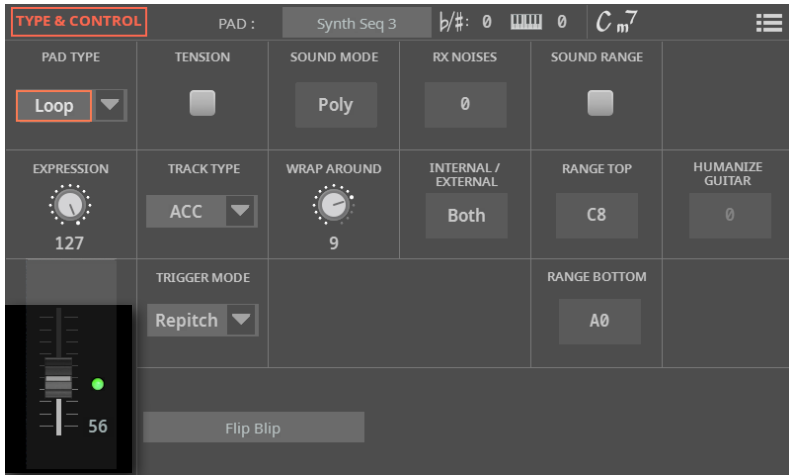 TYPE & CONTROL PAD : Synth Seq 3 b/#: 0 0 Cm7
PAD TYPE TENSION SOUND MODE RX NOISES SOUND RANGE
Loop Poly 0
EXPRESSION TRACK TYPE WRAP AROUND INTERNAL / EXTERNAL RANGE TOP HUMANIZE GUITAR
127 ACC 9 Both C8 0
TRIGGER MODE RANGE BOTTOM
Repitch A0
56 Flip Blip